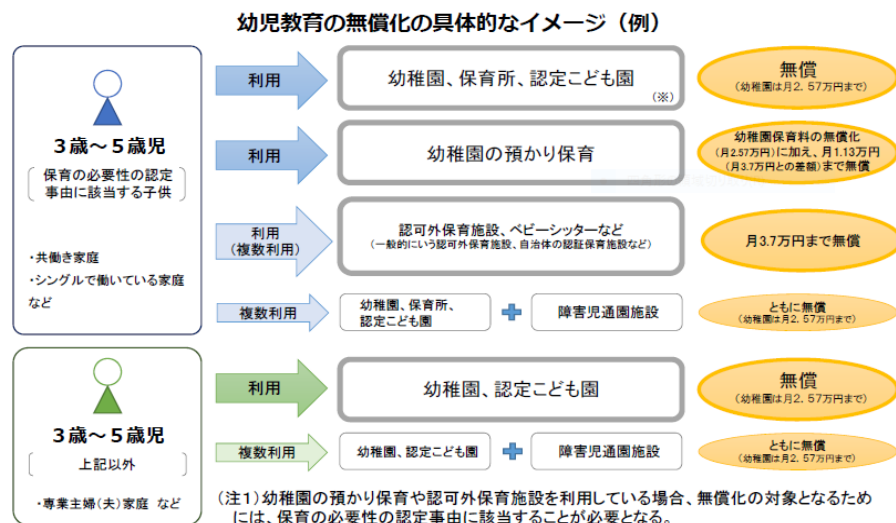 幼児教育の無償化の具体的なイメージ（例）
３歳～５歳児
保育の必要性の認定
事由に該当する子供
・共働き家庭
・シングルで働いている家庭
など
利用
幼稚園、保育所、認定こども園
（※）
無償
（幼稚園は月２．５７万円まで）
利用
幼稚園の預かり保育
幼稚園保育料の無償化
（月2.57万円）に加え、月1.13万円
（月3.7万円との差額）まで無償
利用
（複数利用）
認可外保育施設、ベビーシッターなど
（一般的にいう認可外保育施設、自治体の認証保育施設など）
月3.7万円まで無償
複数利用
幼稚園、保育所、
認定こども園
障害児通園施設
ともに無償
（幼稚園は月２．５７万円まで）
３歳～５歳児
上記以外
・専業主婦（夫）家庭 など
利用
幼稚園、認定こども園
無償
（幼稚園は月２．５７万円まで）
複数利用
幼稚園、認定こども園
障害児通園施設
ともに無償
（幼稚園は月２．５７万円まで）
（注１）幼稚園の預かり保育や認可外保育施設を利用している場合、無償化の対象となるため
には、保育の必要性の認定事由に該当することが必要となる。